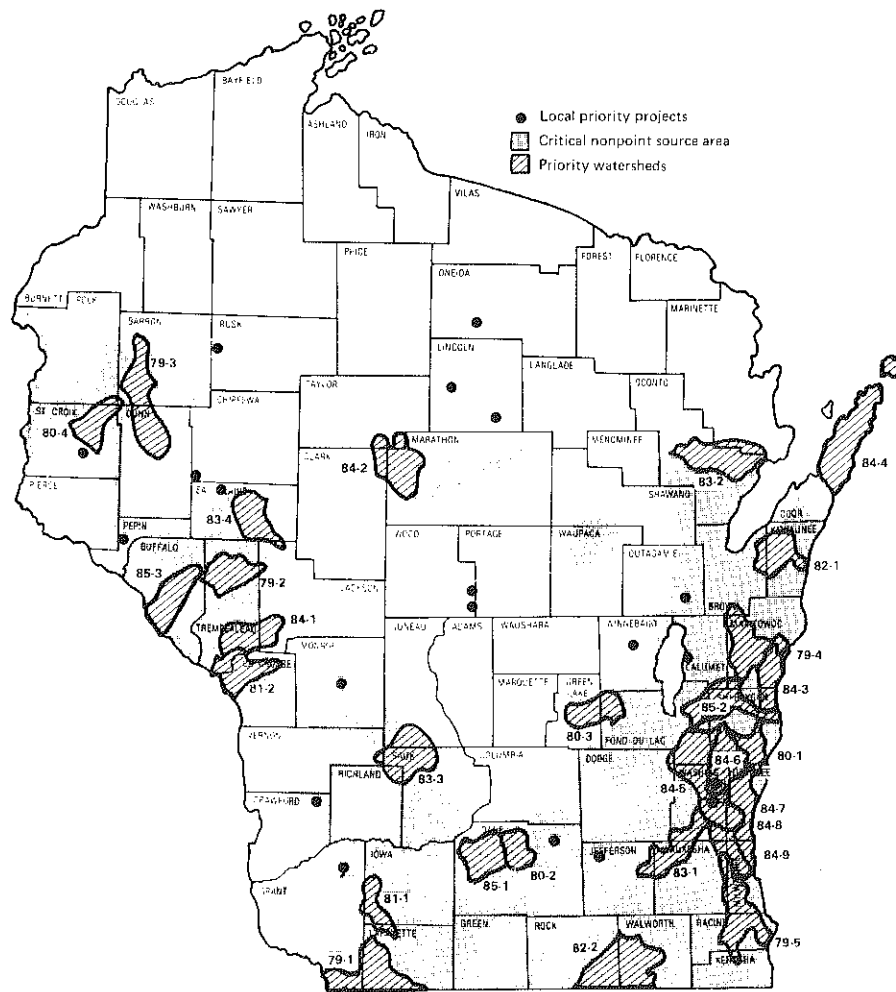 BAYFIELD
DOUGLAS
● Local priority projects
Critical nonpoint source area
Priority watersheds
ASHLAND
IRON
VILAS
WASHBURN
SAWYER
PRICE
FOREST
FLORENCE
ONEIDA
BURNETT
POLK
MARINETTE
BARRON
RUSK
79-3
LINCOLN
LANGLADE
OCONTO
TAYLOR
CHIPPEWA
ST CROIX
DUNN
80-4
MARATHON
MENOMINEE
CLARK
84-2
83-2
84-4
PIERCE
SHAWANO
83-4
DOOR
PEPIN
WOOD
PORTAGE
WAUPACA
KEWAUNEE
BUFFALO
OUTAGAMIE
85-3
79-2
82-1
JACKSON
BROWN
84-1
TREMPEALEAU
JUNEAU
ADAMS
WAUSHARA
WINNEBAGO
MANITOWOC
MONROE
79-4
CALUMET
81-2
MARQUETTE
GREEN
LAKE
84-3
85-2
80-3
VERNON
FOND DU LAC
80-1
SAUK
COLUMBIA
DODGE
84-6
RICHLAND
83-3
84-5
CRAWFORD
84-7
84-8
IOWA
JEFFERSON
WAUKESHA
84-9
GRANT
85-1
80-2
83-1
81-1
LAFAYETTE
GREEN
ROCK
WALWORTH
RACINE
82-2
79-5
79-1
KENOSHA